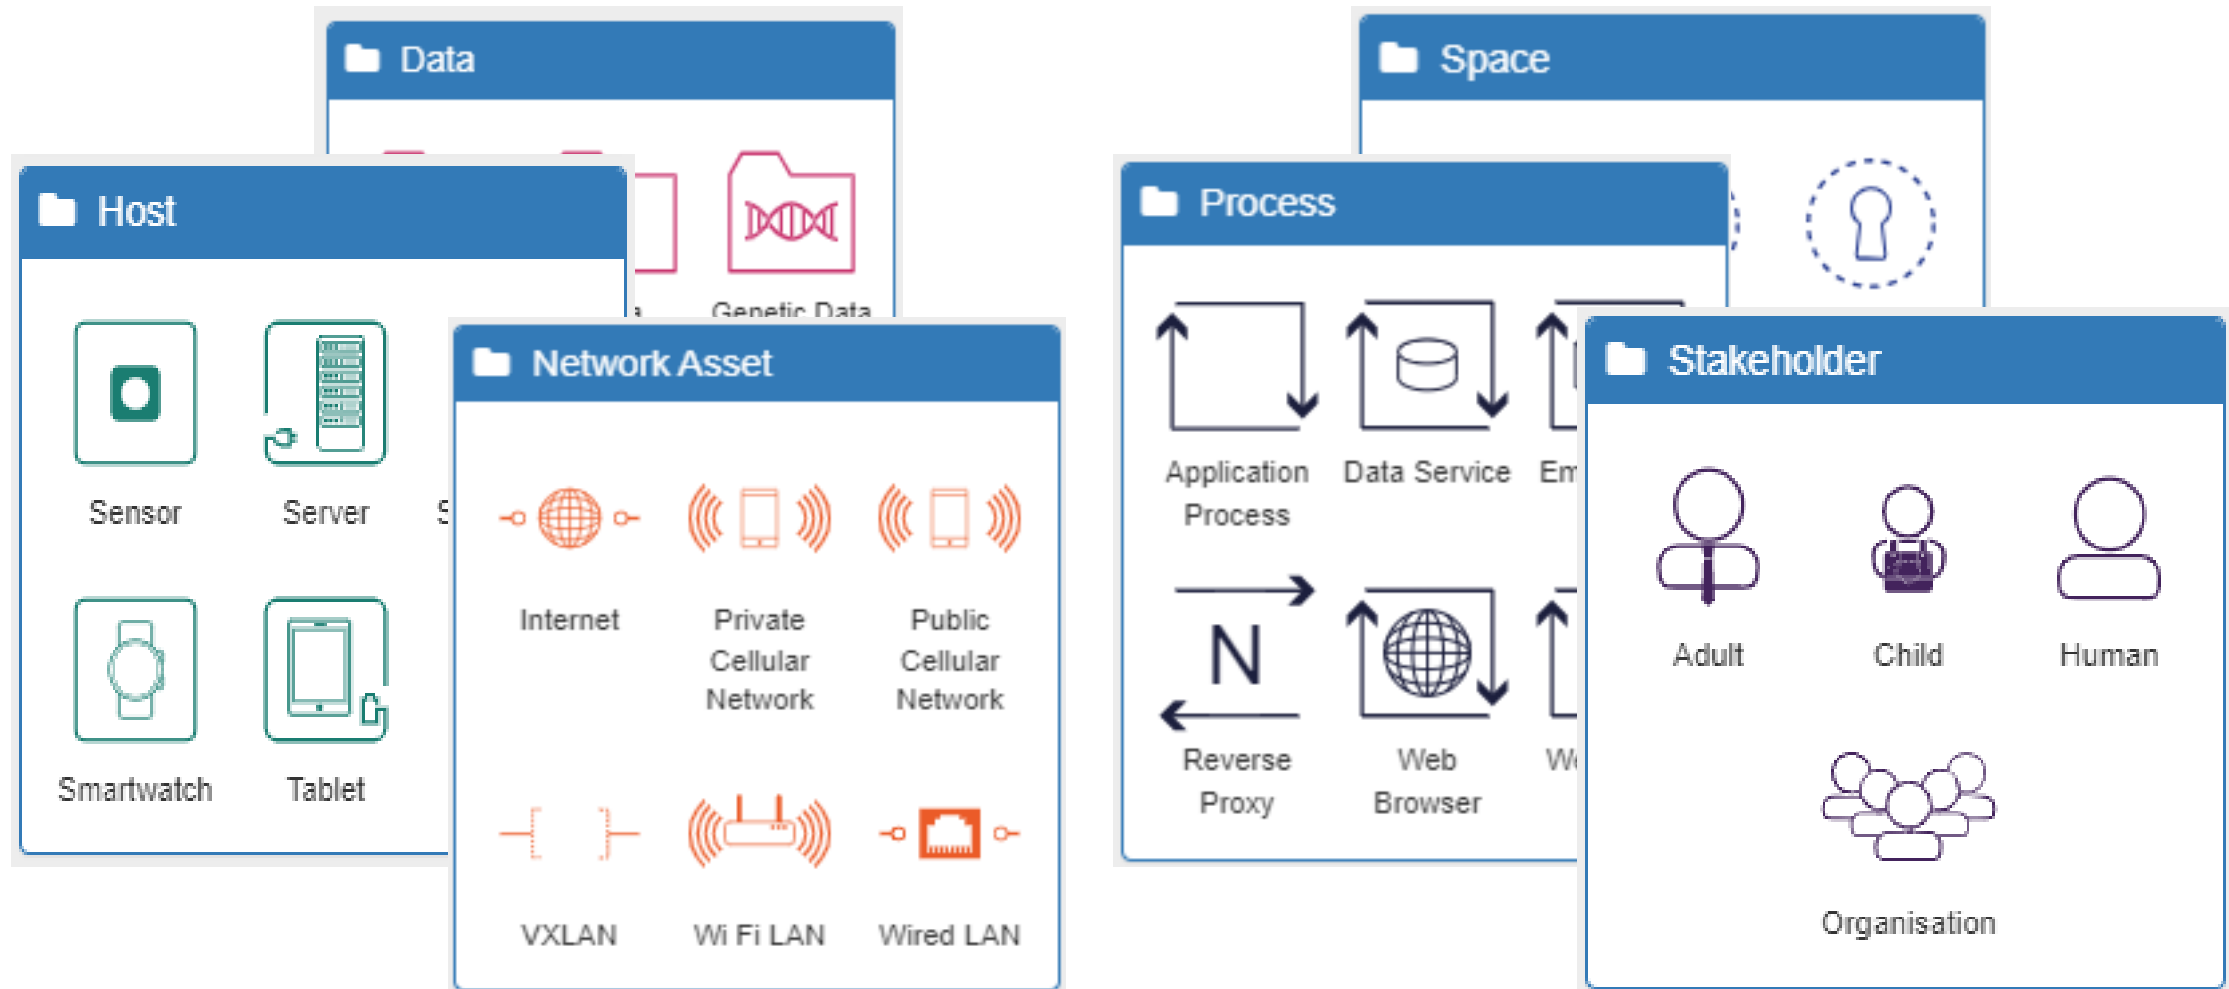 Data
Genetic Data
Host
Sensor
Server
Smartwatch
Tablet
Network Asset
Internet
Private
Cellular
Network
Public
Cellular
Network
VXLAN
Wi Fi LAN
Wired LAN
Space
Process
Application
Process
Data Service
Reverse
Proxy
N
Web
Browser
Stakeholder
Adult
Child
Human
Organisation